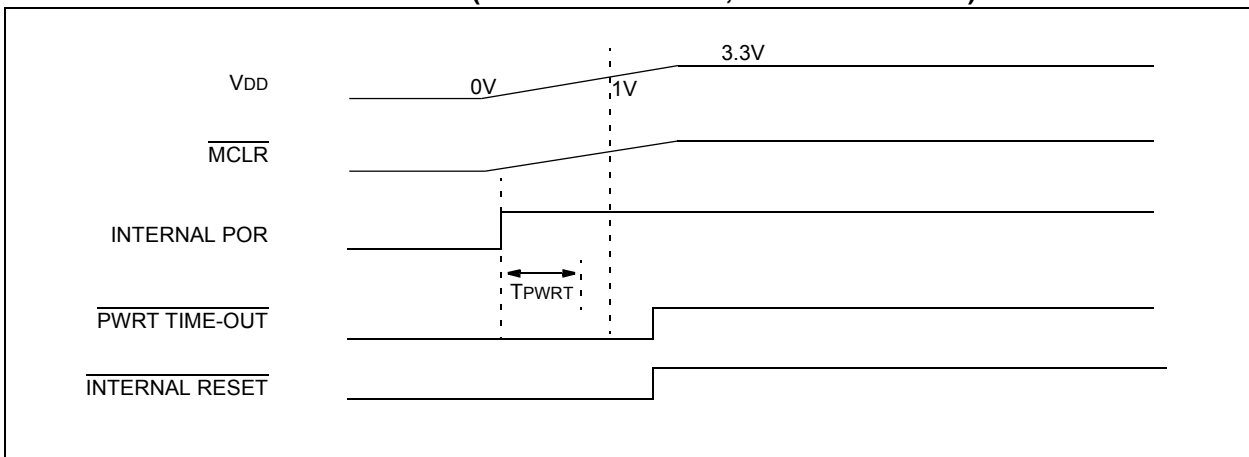 3.3V
VDD
0V
1V
MCLR
INTERNAL POR
TPWRT
PWRT TIME-OUT
INTERNAL RESET